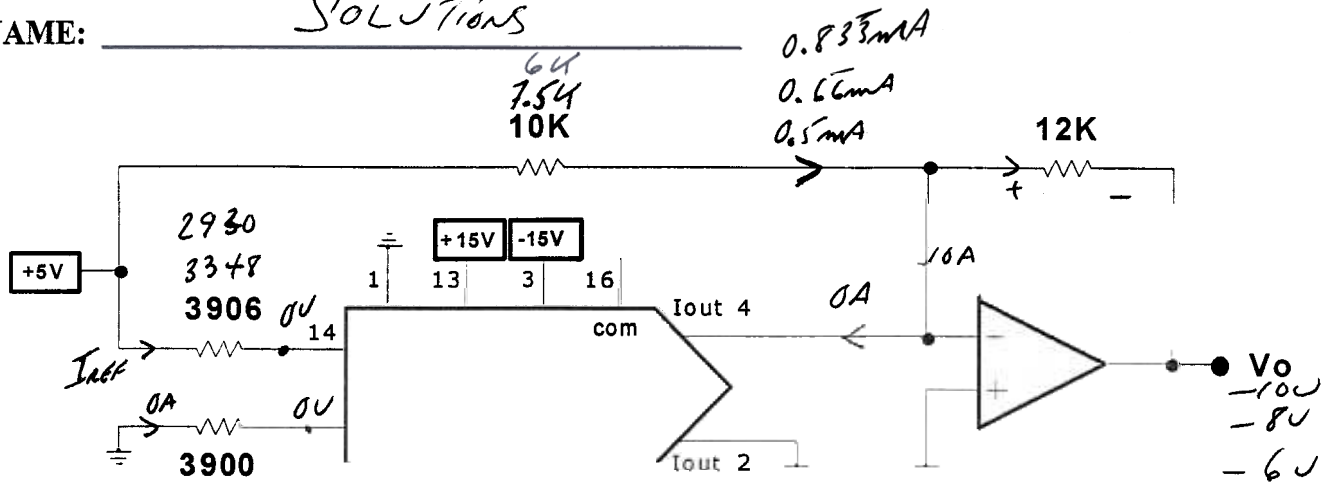 NAME: SOLUTIONS
6K
7.5K
10K
0.833mA
0.66mA
0.5mA
12K
+ -
2930
3348
3906
+5V
+15V -15V
1 13 3 16
0V
14
com
Iout 4
0A
0A
IREF
0A
0V
3900
Iout 2
- +
Vo
-10V
-8V
-6V